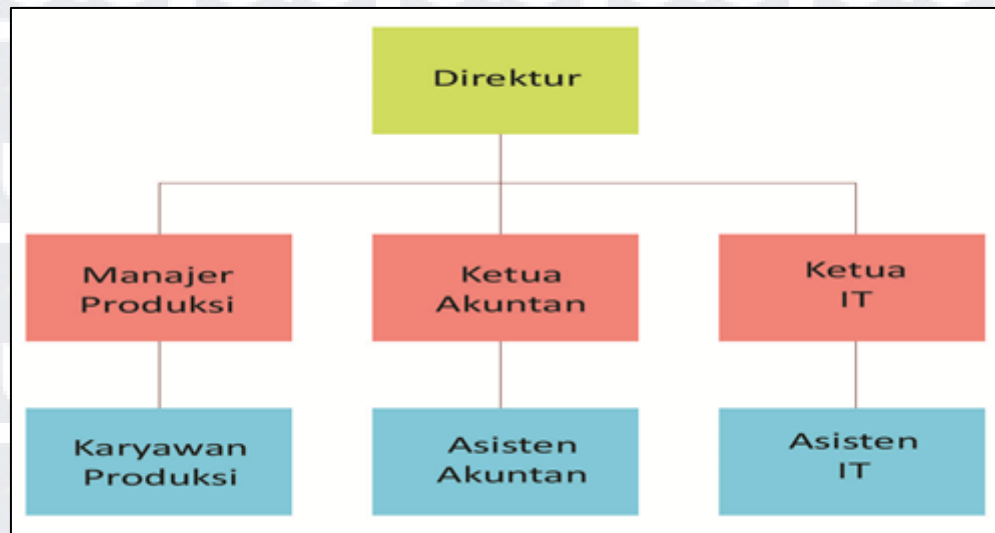 Direktur
Manajer
Produksi
Ketua
Akuntan
Ketua
IT
Karyawan
Produksi
Asisten
Akuntan
Asisten
IT